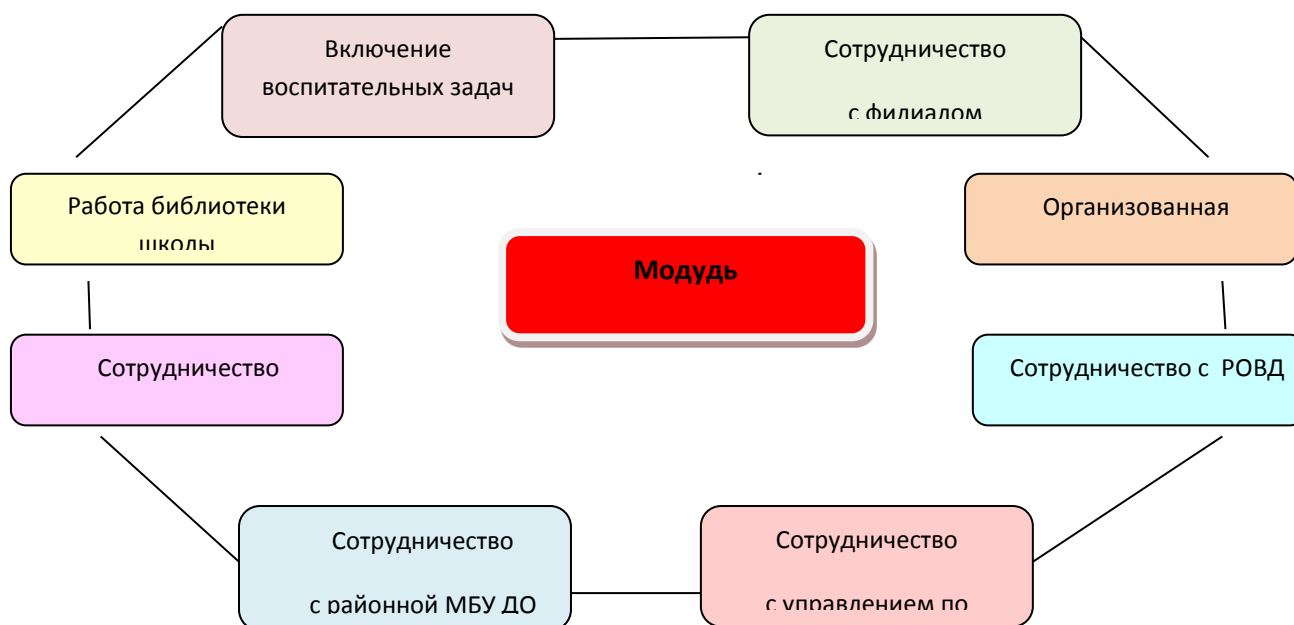 Включение
воспитательных задач
Сотрудничество
с филиалом
Работа библиотеки
школы
Модудь
Организованная
Сотрудничество
Сотрудничество с РОВД
Сотрудничество
с районной МБУ ДО
Сотрудничество
с управлением по